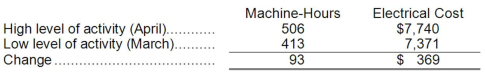 Machine-Hours Electrical Cost
High level of activity (April)............ 506 $7,740
Low level of activity (March).......... 413 7,371
Change ....................................... 93 $ 369